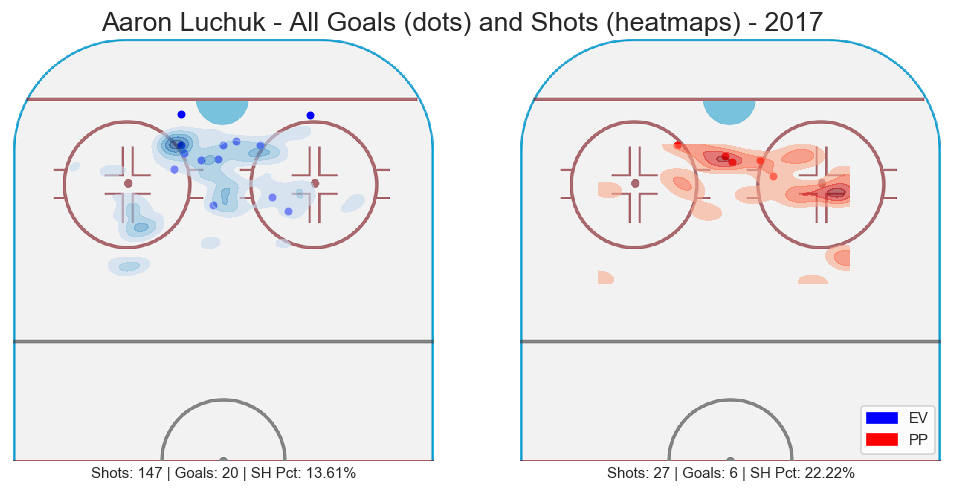 Aaron Luchuk - All Goals (dots) and Shots (heatmaps) - 2017
EV
PP
Shots: 147 | Goals: 20 | SH Pct: 13.61%
Shots: 27 | Goals: 6 | SH Pct: 22.22%